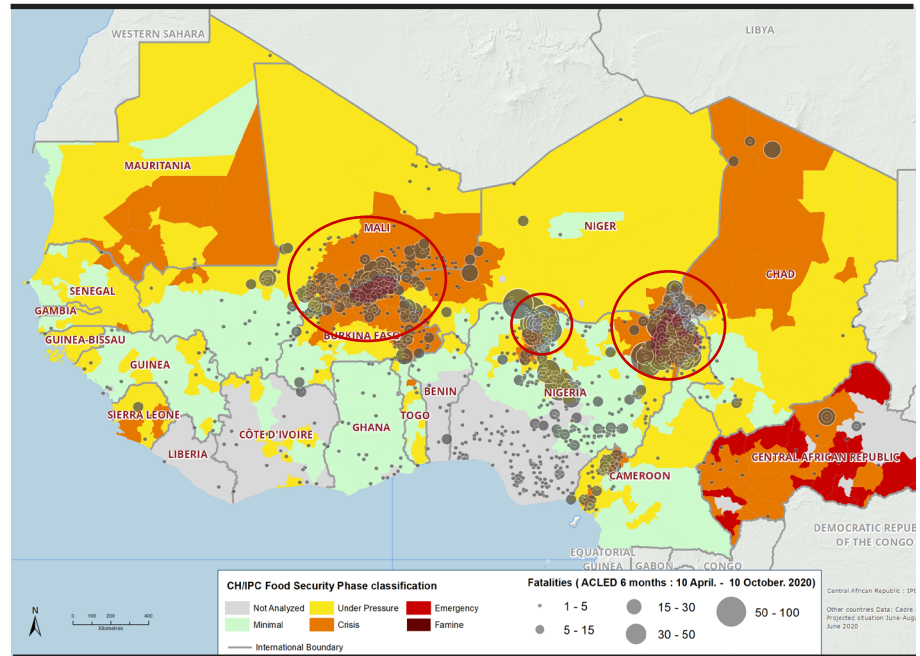 WESTERN SAHARA
LIBYA
MAURITANIA
MALI
NIGER
CHAD
SENEGAL
GAMBIA
GUINEA-BISSAU
BURKINA FASO
GUINEA
BENIN
NIGERIA
SIERRA LEONE
TOGO
CÔTE D'IVOIRE
GHANA
LIBERIA
CENTRAL AFRICAN REPUBLIC
CAMEROON
DEMOCRATIC REPUB
OF THE CONGO
EQUATORIAL
GUINEA
GABON
CONGO
CH/IPC Food Security Phase classification
Not Analyzed
Under Pressure
Emergency
Minimal
Crisis
Famine
International Boundary
Fatalities ( ACLED 6 months : 10 April. - 10 October. 2020)
1 - 5
15 - 30
50 - 100
5 - 15
30 - 50
N
0 100 200 400
Kilometres
Central African Republic : IPC
Other countries Data: Cadre
Projected situation June-Augu
June 2020